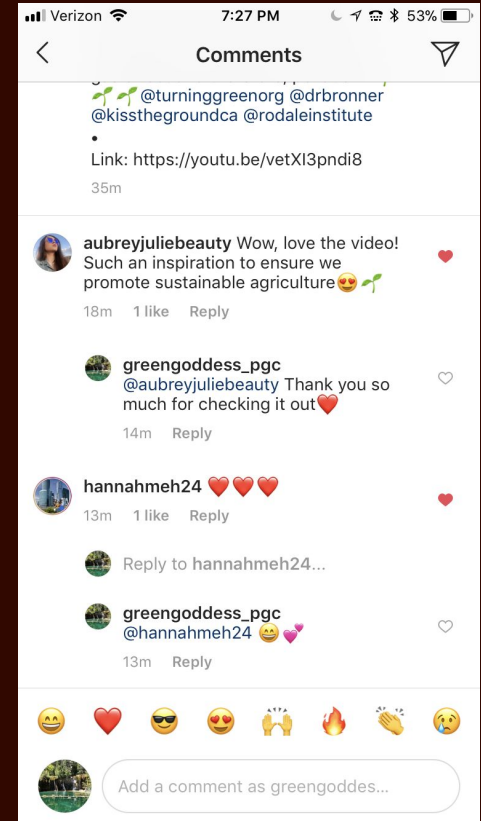 Verizon 7:27 PM 53%
Comments
@turninggreenorg @drbronner
@kissthegroundca @rodaleinstitute
•
Link: https://youtu.be/vetXI3pndi8
35m
aubreyjuliebeauty Wow, love the video!
Such an inspiration to ensure we
promote sustainable agriculture😍🌱
18m 1 like Reply
greengoddess_pgc
@aubreyjuliebeauty Thank you so
much for checking it out❤️
14m Reply
hannahmeh24 ❤️❤️❤️
13m 1 like Reply
Reply to hannahmeh24...
greengoddess_pgc
@hannahmeh24 😄💕
13m Reply
Add a comment as greengoddes...